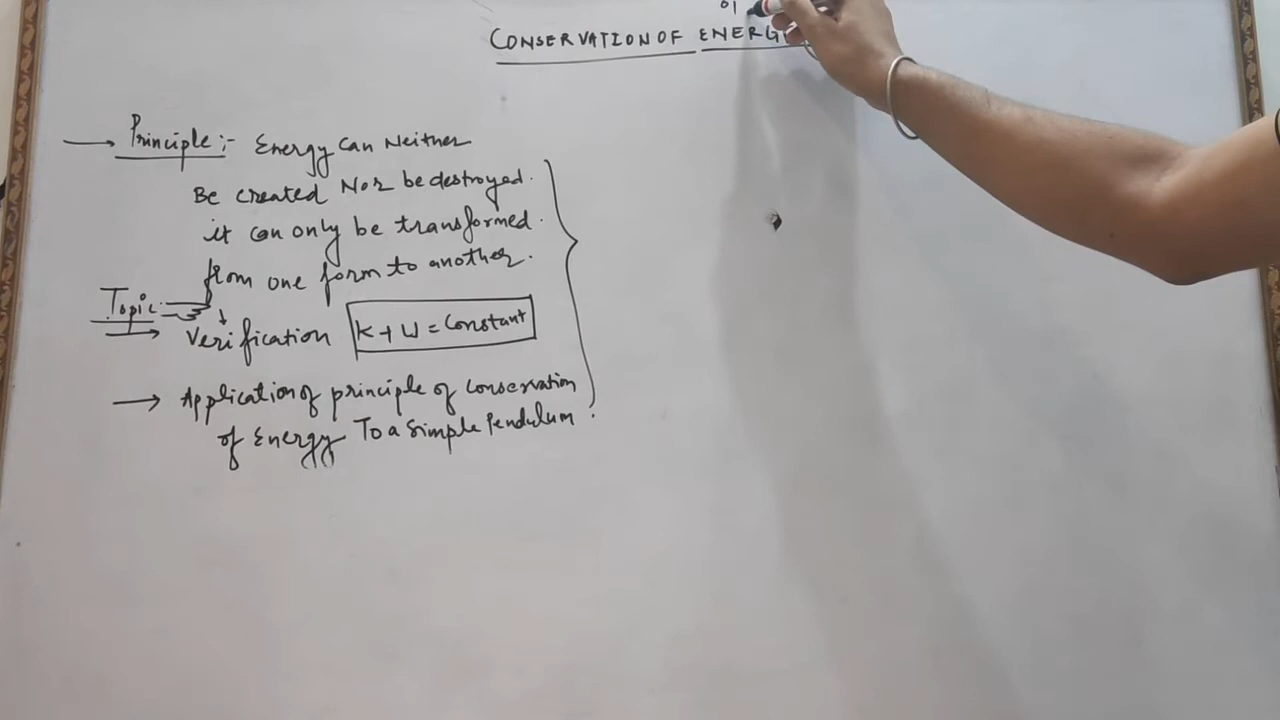 CONSERVATION OF ENERG
Principle:- Energy Can Neither
Be created Nor be destroyed.
it can only be transformed.
from one form to another.
Topic:
Verification K + U = Constant
Application of principle of Conservation
of Energy To a Simple Pendulum.